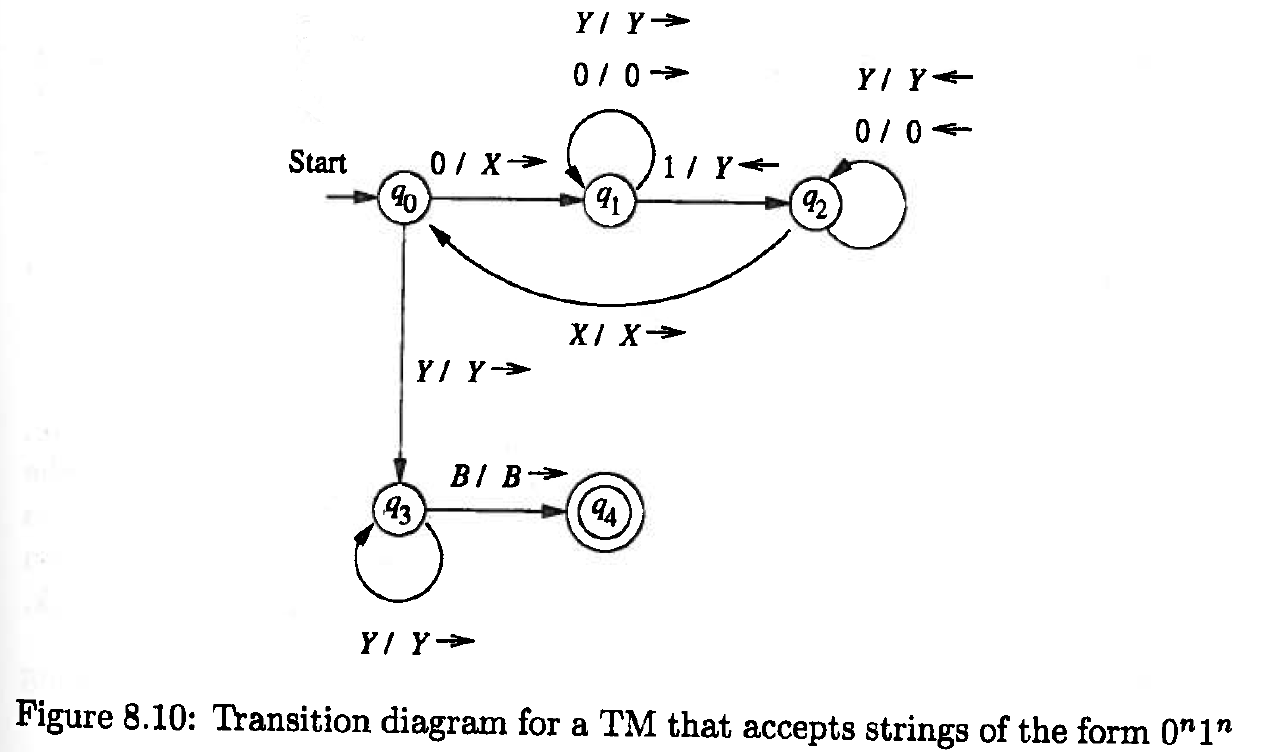 Y / Y→
0 / 0→
Y / Y←
0 / 0←
Start
0 / X→
1 / Y←
q0
q1
q2
X / X→
Y / Y→
B / B→
q3
q4
Y / Y→
Figure 8.10: Transition diagram for a TM that accepts strings of the form 0ⁿ1ⁿ